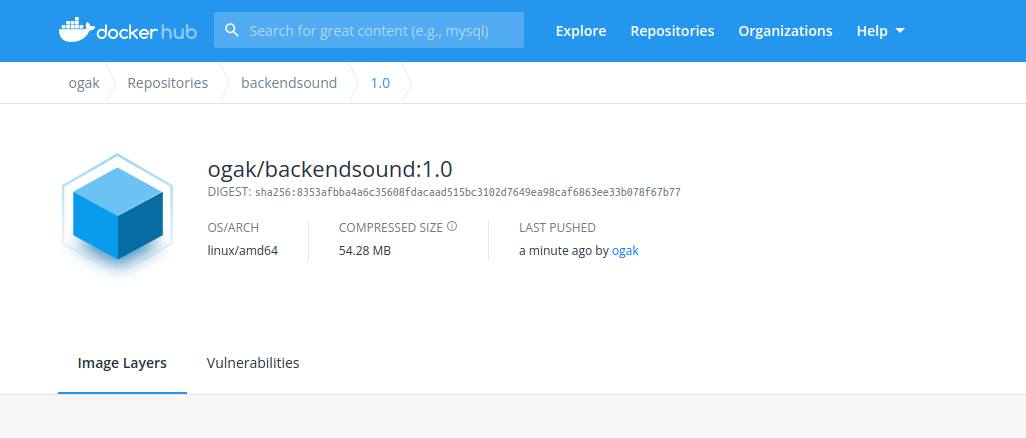 docker hub Search for great content (e.g., mysql) Explore Repositories Organizations Help
ogak Repositories backendsound 1.0
ogak/backendsound:1.0
DIGEST: sha256:8353afbba4a6c35608fdacaad515bc3102d7649ea98caf6863ee33b078f67b77
OS/ARCH COMPRESSED SIZE LAST PUSHED
linux/amd64 54.28 MB a minute ago by ogak
Image Layers Vulnerabilities